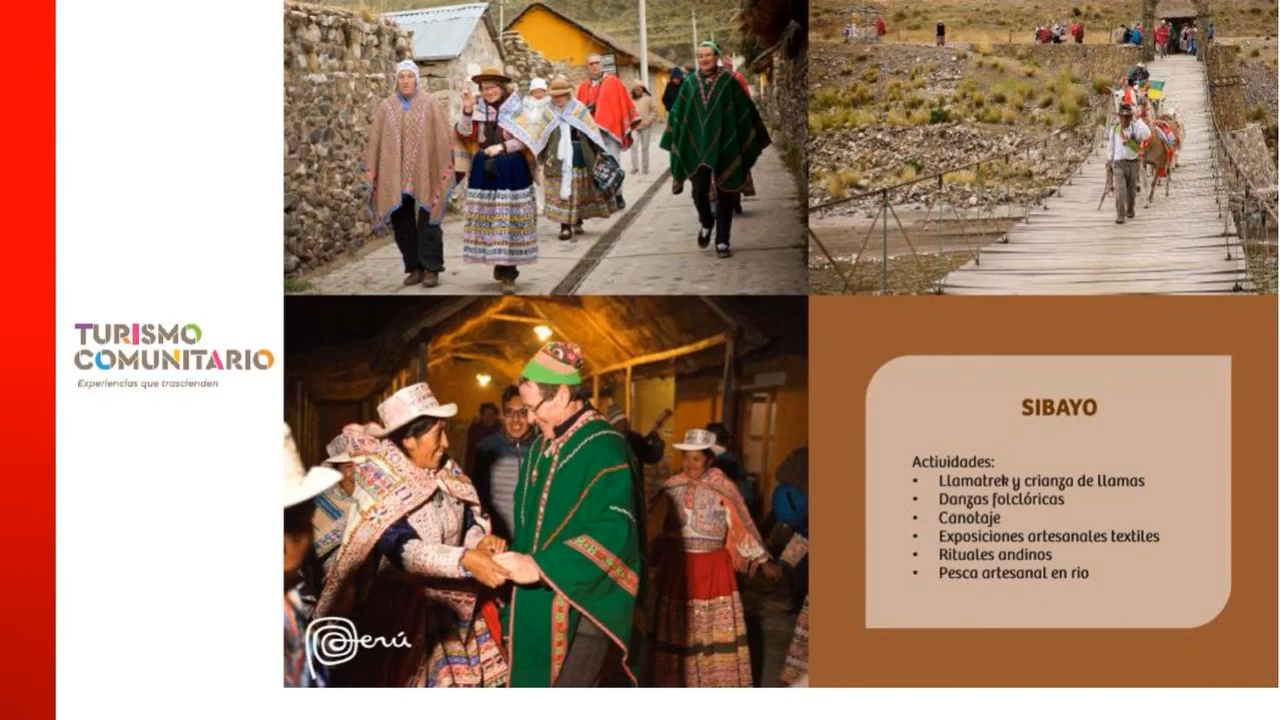 TURISMO
COMUNITARIO
Experiencias que trascienden
Perú
SIBAYO
Actividades:
• Llamatrek y crianza de llamas
• Danzas folclóricas
• Canotaje
• Exposiciones artesanales textiles
• Rituales andinos
• Pesca artesanal en rio